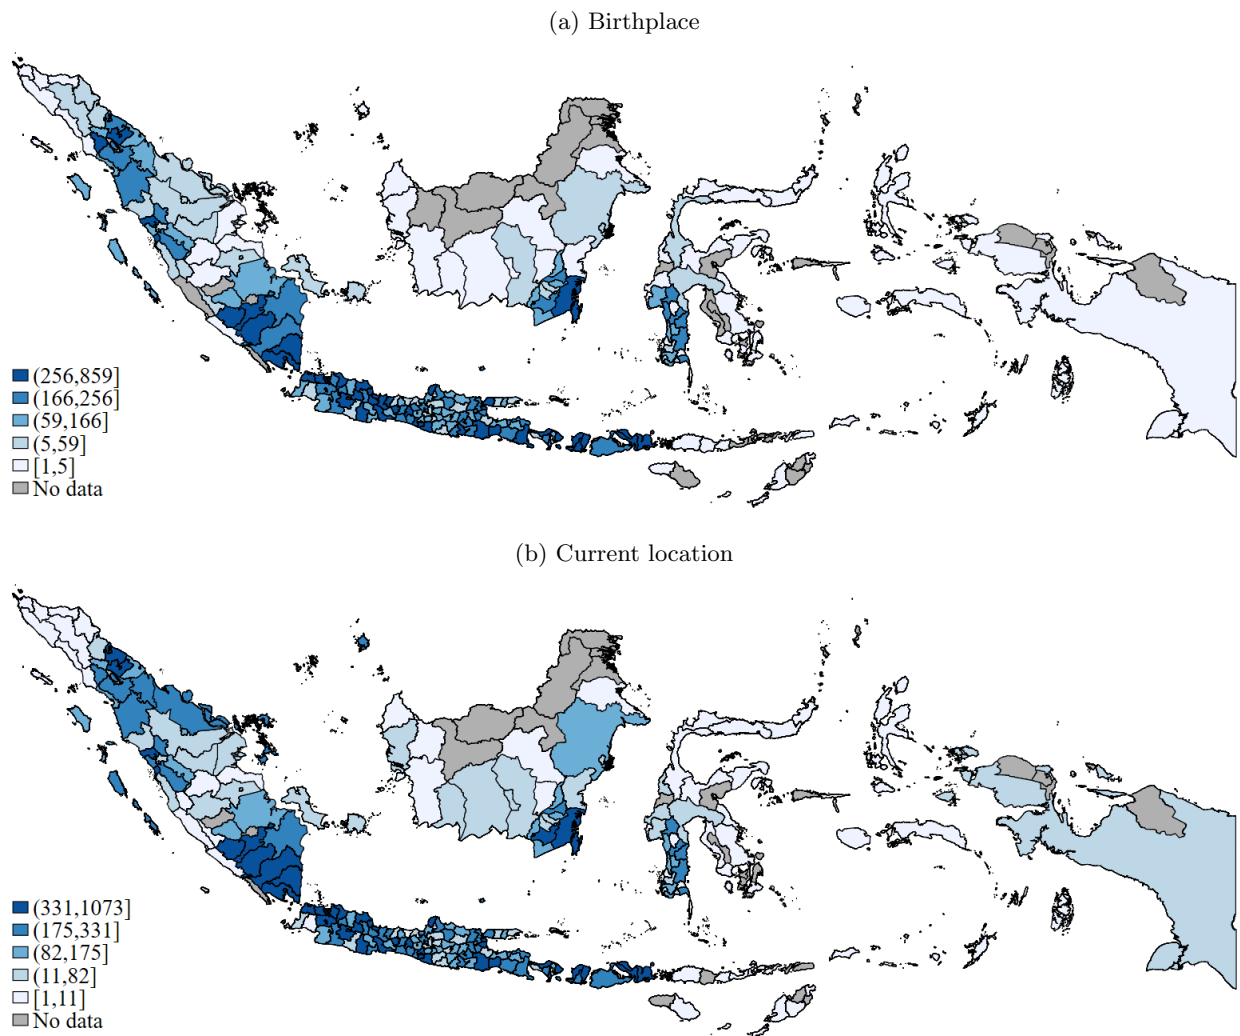 (a) Birthplace
(256,859]
(166,256]
(59,166]
(5,59]
[1,5]
No data
(b) Current location
(331,1073]
(175,331]
(82,175]
(11,82]
[1,11]
No data